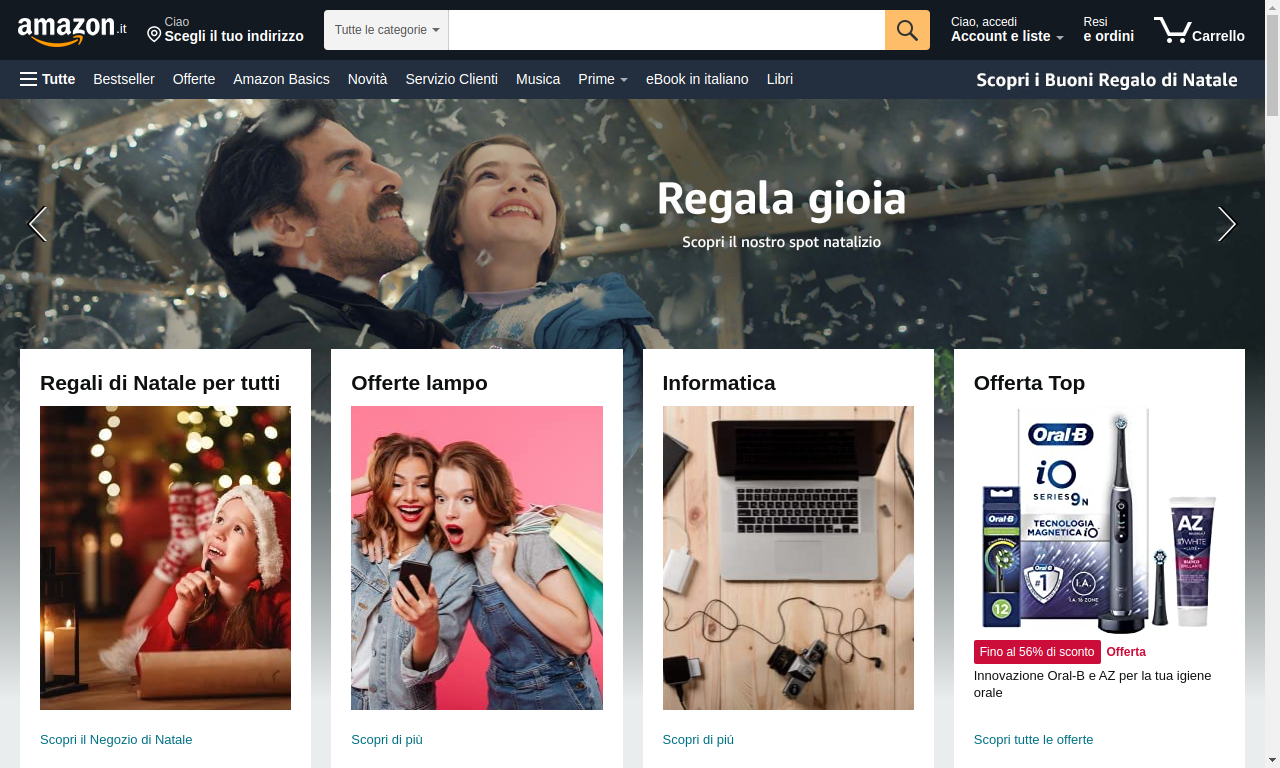 amazon.it
Ciao
Scegli il tuo indirizzo
Tutte le categorie
Ciao, accedi
Account e liste
Resi
e ordini
Carrello
Tutte
Bestseller
Offerte
Amazon Basics
Novità
Servizio Clienti
Musica
Prime
eBook in italiano
Libri
Scopri i Buoni Regalo di Natale
Regala gioia
Scopri il nostro spot natalizio
Regali di Natale per tutti
Scopri il Negozio di Natale
Offerte lampo
Scopri di più
Informatica
Scopri di piú
Offerta Top
Oral-B
iO
SERIES 9N
TECNOLOGIA
MAGNETICA iO
Oral-B
#1
I.A.
I.A. 16 ZONE
Oral-B
12
AZ
Fino al 56% di sconto
Offerta
Innovazione Oral-B e AZ per la tua igiene
orale
Scopri tutte le offerte